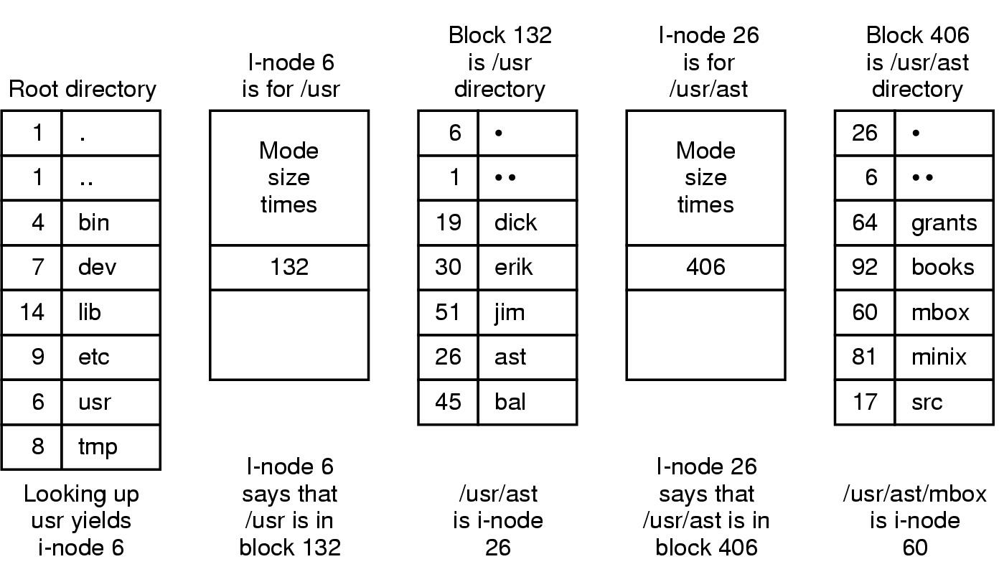 Root directory
1 .
1 ..
4 bin
7 dev
14 lib
9 etc
6 usr
8 tmp
Looking up
usr yields
i-node 6
I-node 6
is for /usr
Mode
size
times
132
I-node 6
says that
/usr is in
block 132
Block 132
is /usr
directory
6 •
1 ••
19 dick
30 erik
51 jim
26 ast
45 bal
/usr/ast
is i-node
26
I-node 26
is for
/usr/ast
Mode
size
times
406
I-node 26
says that
/usr/ast is in
block 406
Block 406
is /usr/ast
directory
26 •
6 ••
64 grants
92 books
60 mbox
81 minix
17 src
/usr/ast/mbox
is i-node
60